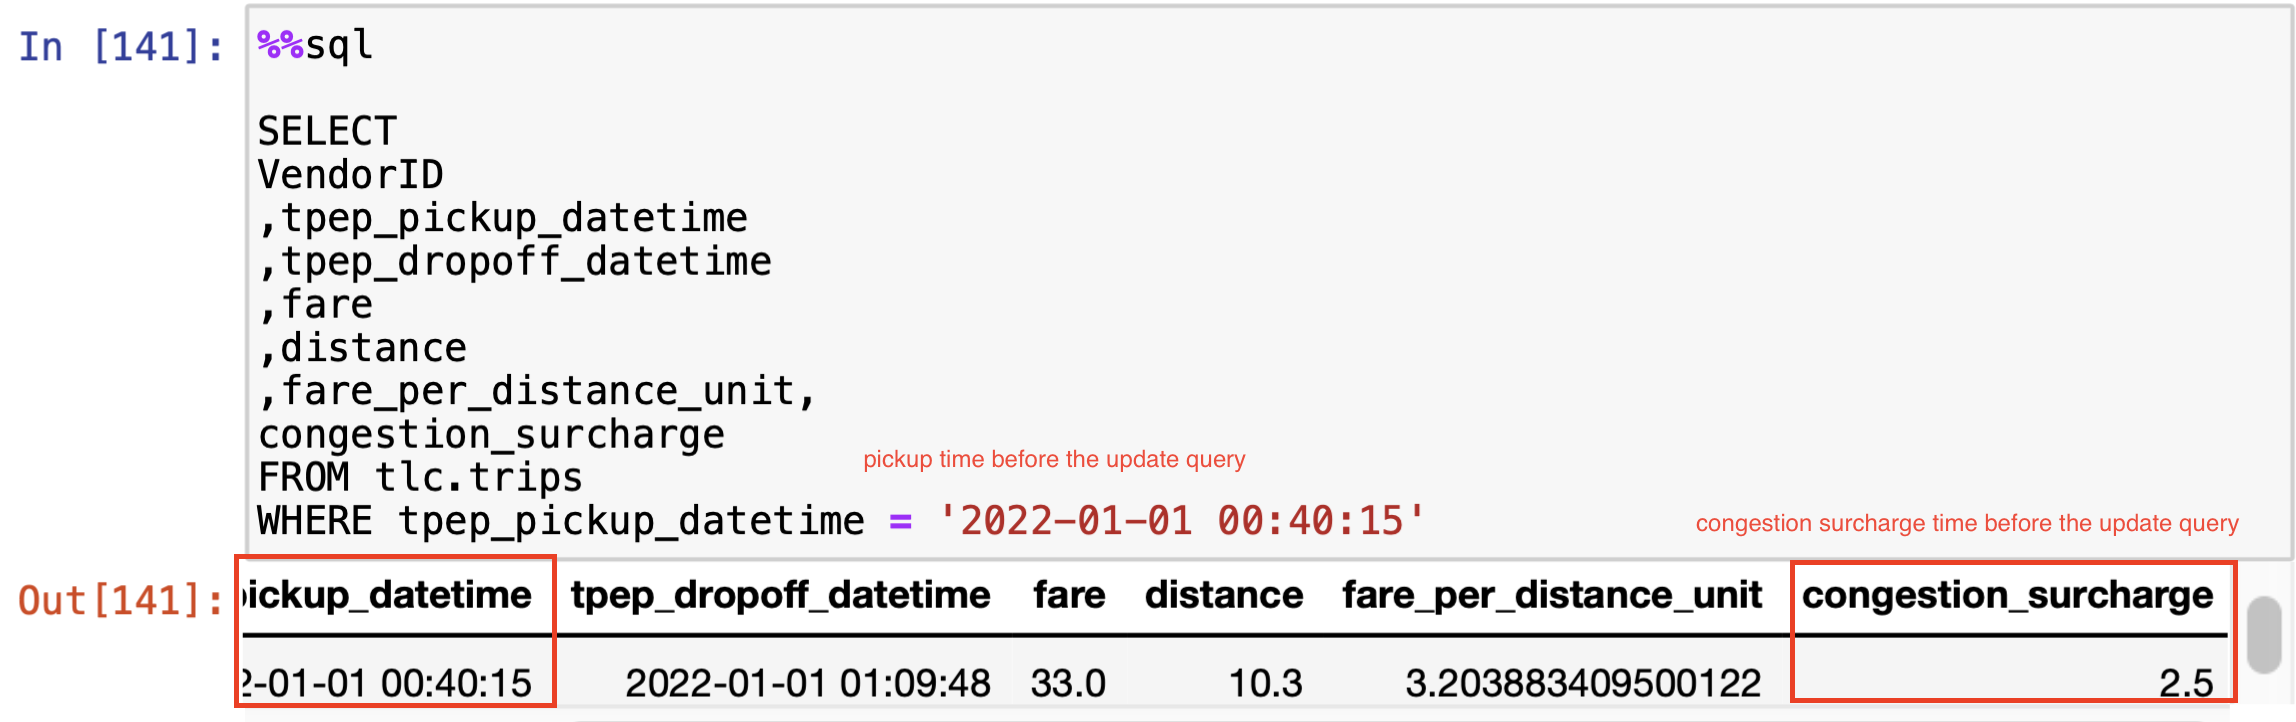 In [141]: %%sql
SELECT
VendorID
,tpep_pickup_datetime
,tpep_dropoff_datetime
,fare
,distance
,fare_per_distance_unit,
congestion_surcharge
pickup time before the update query
FROM tlc.trips
WHERE tpep_pickup_datetime = '2022-01-01 00:40:15'
congestion surcharge time before the update query
Out[141]: pickup_datetime tpep_dropoff_datetime fare distance fare_per_distance_unit congestion_surcharge
2-01-01 00:40:15 2022-01-01 01:09:48 33.0 10.3 3.203883409500122 2.5